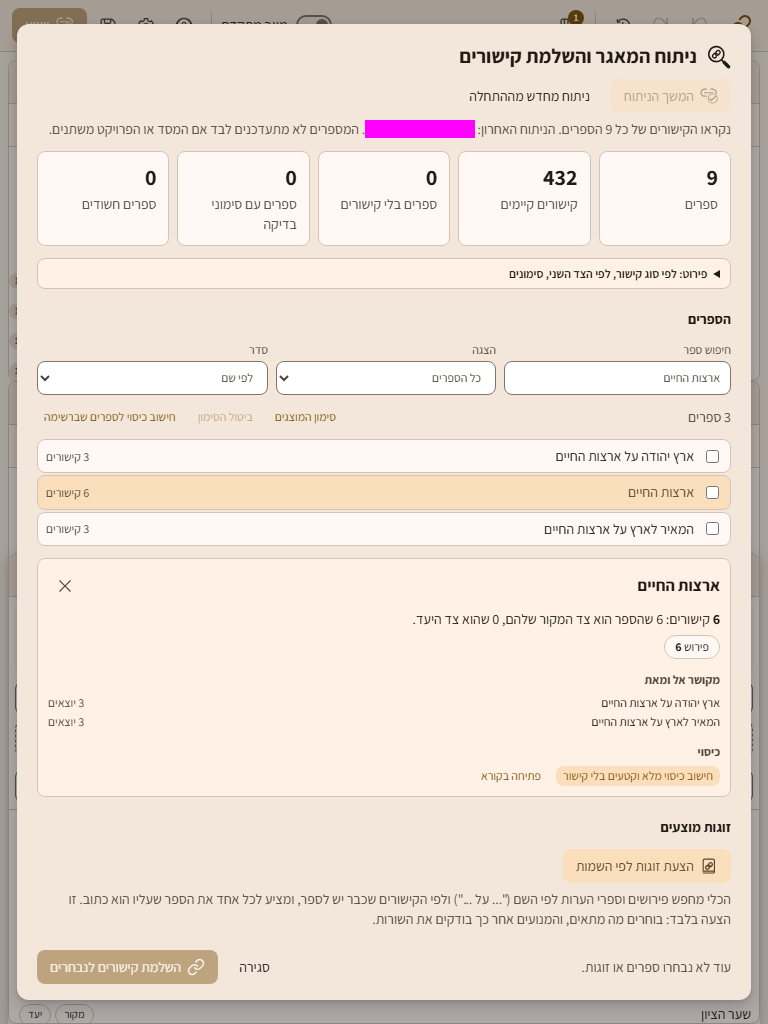 ניתוח המאגר והשלמת קישורים
המשך הניתוח
ניתוח מחדש מההתחלה
נקראו הקישורים של כל 9 הספרים. הניתוח האחרון: . המספרים לא מתעדכנים לבד אם המסד או הפרויקט משתנים.
9
ספרים
432
קישורים קיימים
0
ספרים בלי קישורים
0
ספרים עם סימוני בדיקה
0
ספרים חשודים
פירוט: לפי סוג קישור, לפי הצד השני, סימונים
הספרים
חיפוש ספר
הצגה
סדר
ארצות החיים
כל הספרים
לפי שם
3 ספרים
סימון המוצגים
ביטול הסימון
חישוב כיסוי לספרים שברשימה
ארץ יהודה על ארצות החיים
3 קישורים
ארצות החיים
6 קישורים
המאיר לארץ על ארצות החיים
3 קישורים
ארצות החיים
6 קישורים: 6 שהספר הוא צד המקור שלהם, 0 שהוא צד היעד.
פירוש 6
מקושר אל ומאת
ארץ יהודה על ארצות החיים
3 יוצאים
המאיר לארץ על ארצות החיים
3 יוצאים
כיסוי
חישוב כיסוי מלא וקטעים בלי קישור
פתיחה בקורא
זוגות מוצעים
הצעת זוגות לפי השמות
הכלי מחפש פירושים וספרי הערות לפי השם ("... על ...") ולפי הקישורים שכבר יש לספר, ומציע לכל אחד את הספר שעליו הוא כתוב. זו
הצעה בלבד: בוחרים מה מתאים, והמנועים אחר כך בודקים את השורות.
עוד לא נבחרו ספרים או זוגות.
סגירה
השלמת קישורים לנבחרים
שער הציון
מקור
יעד
1